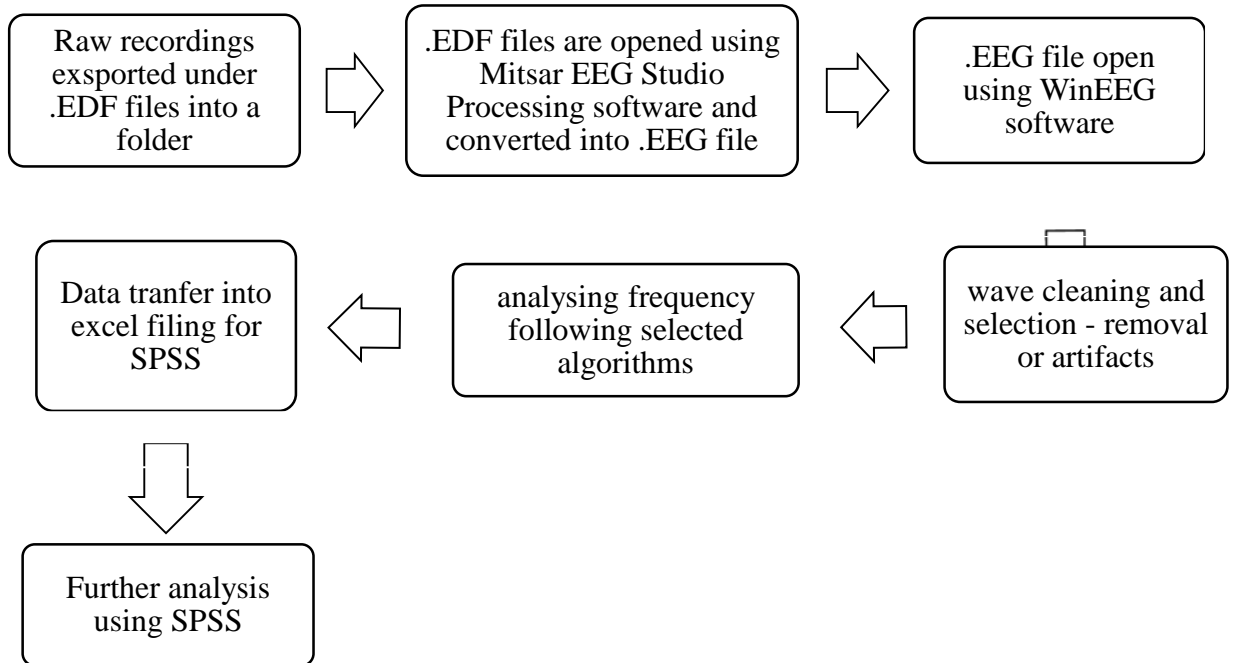 Raw recordings
exsported under
.EDF files into a
folder
.EDF files are opened using
Mitsar EEG Studio
Processing software and
converted into .EEG file
.EEG file open
using WinEEG
software
wave cleaning and
selection - removal
or artifacts
analysing frequency
following selected
algorithms
Data tranfer into
excel filing for
SPSS
Further analysis
using SPSS